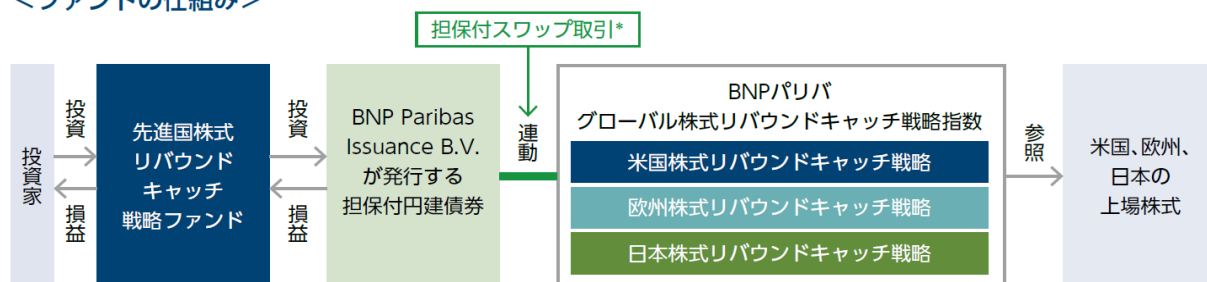 ＜ファンドの仕組み＞
担保付スワップ取引*
投資家
投資
損益
先進国株式
リバウンド
キャッチ
戦略ファンド
投資
損益
BNP Paribas
Issuance B.V.
が発行する
担保付円建債券
連動
BNPパリバ
グローバル株式リバウンドキャッチ戦略指数
米国株式リバウンドキャッチ戦略
欧州株式リバウンドキャッチ戦略
日本株式リバウンドキャッチ戦略
参照
米国、欧州、
日本の
上場株式